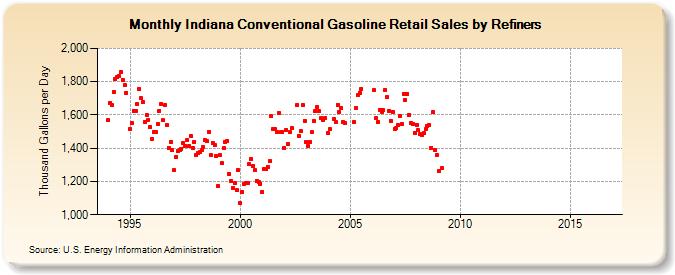 Monthly Indiana Conventional Gasoline Retail Sales by Refiners
Thousand Gallons per Day
2,000
1,800
1,600
1,400
1,200
1,000
1995 2000 2005 2010 2015
Source: U.S. Energy Information Administration